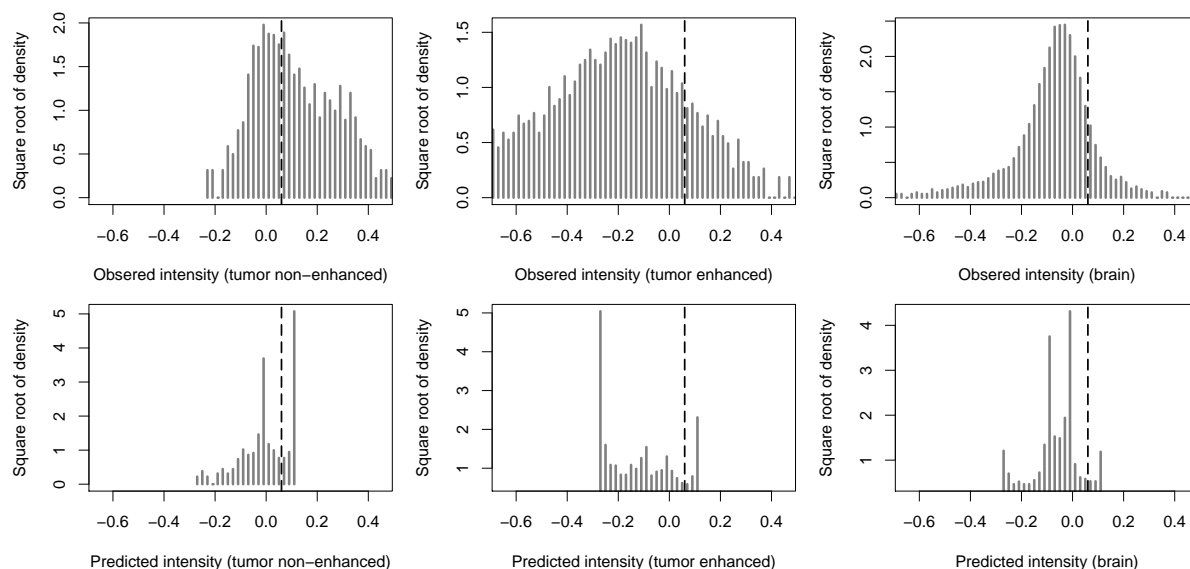 Square root of density
0.0 0.5 1.0 1.5 2.0
−0.6 −0.4 −0.2 0.0 0.2 0.4
Obsered intensity (tumor non−enhanced)
Square root of density
0.0 0.5 1.0 1.5
−0.6 −0.4 −0.2 0.0 0.2 0.4
Obsered intensity (tumor enhanced)
Square root of density
0.0 1.0 2.0
−0.6 −0.4 −0.2 0.0 0.2 0.4
Obsered intensity (brain)
Square root of density
0 1 2 3 4 5
−0.6 −0.4 −0.2 0.0 0.2 0.4
Predicted intensity (tumor non−enhanced)
Square root of density
1 2 3 4 5
−0.6 −0.4 −0.2 0.0 0.2 0.4
Predicted intensity (tumor enhanced)
Square root of density
1 2 3 4
−0.6 −0.4 −0.2 0.0 0.2 0.4
Predicted intensity (brain)